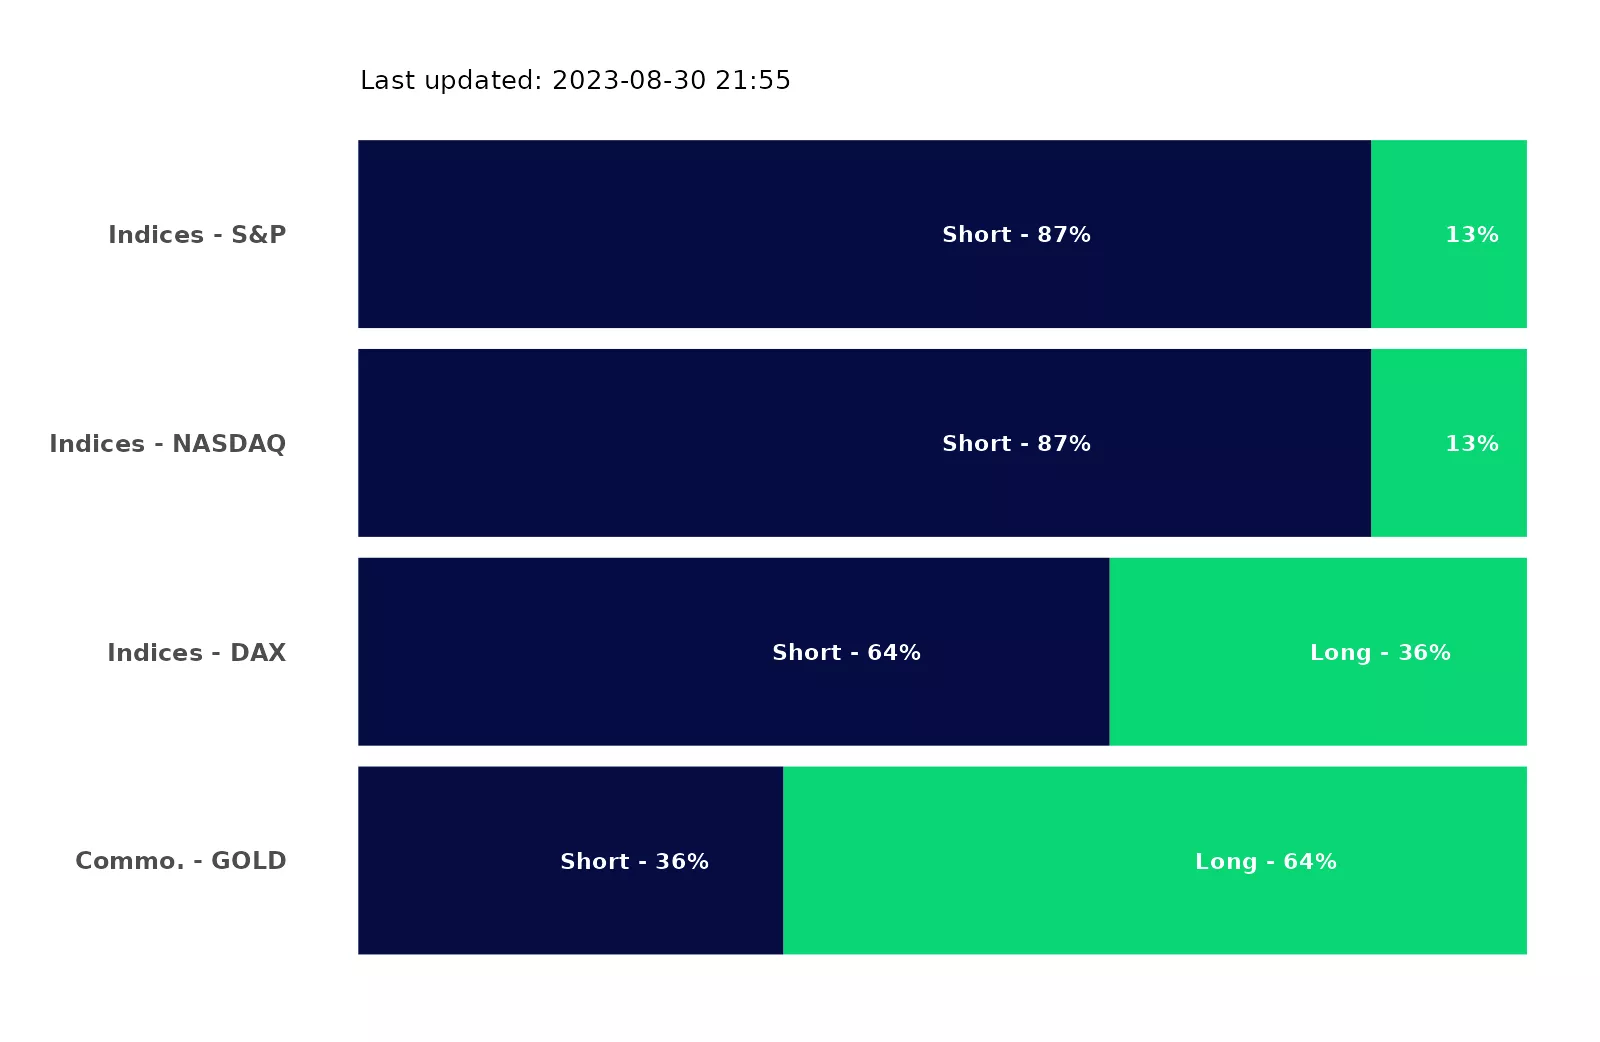 Last updated: 2023-08-30 21:55
Indices - S&P Short - 87% 13%
Indices - NASDAQ Short - 87% 13%
Indices - DAX Short - 64% Long - 36%
Commo. - GOLD Short - 36% Long - 64%